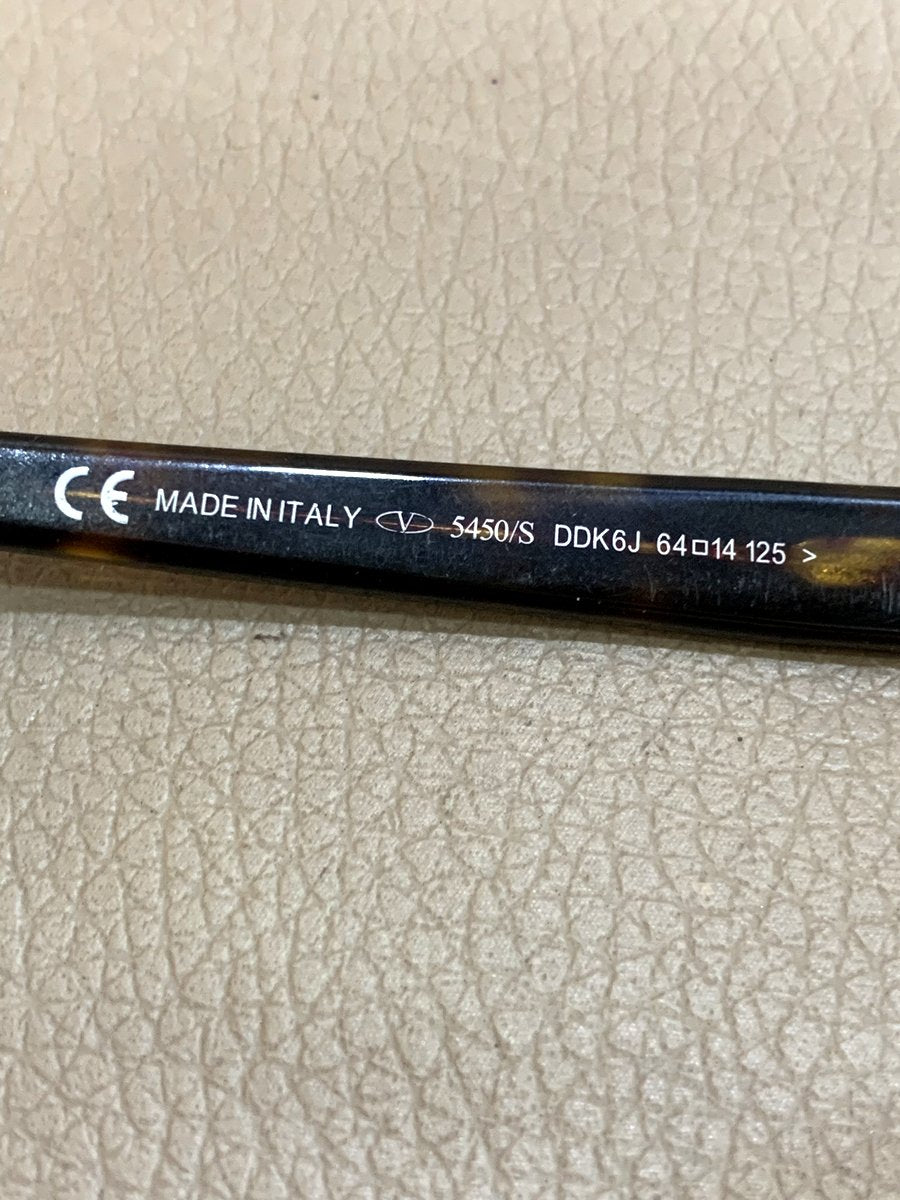 CE MADE IN ITALY V 5450/S DDK6J 64□14 125 >